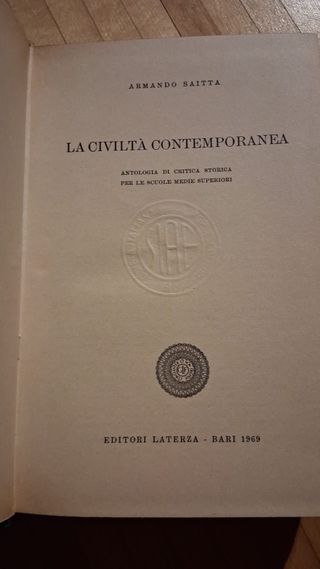 ARMANDO SAITTA
LA CIVILTÀ CONTEMPORANEA
ANTOLOGIA DI CRITICA STORICA
PER LE SCUOLE MEDIE SUPERIORI
EDITORI LATERZA - BARI 1969